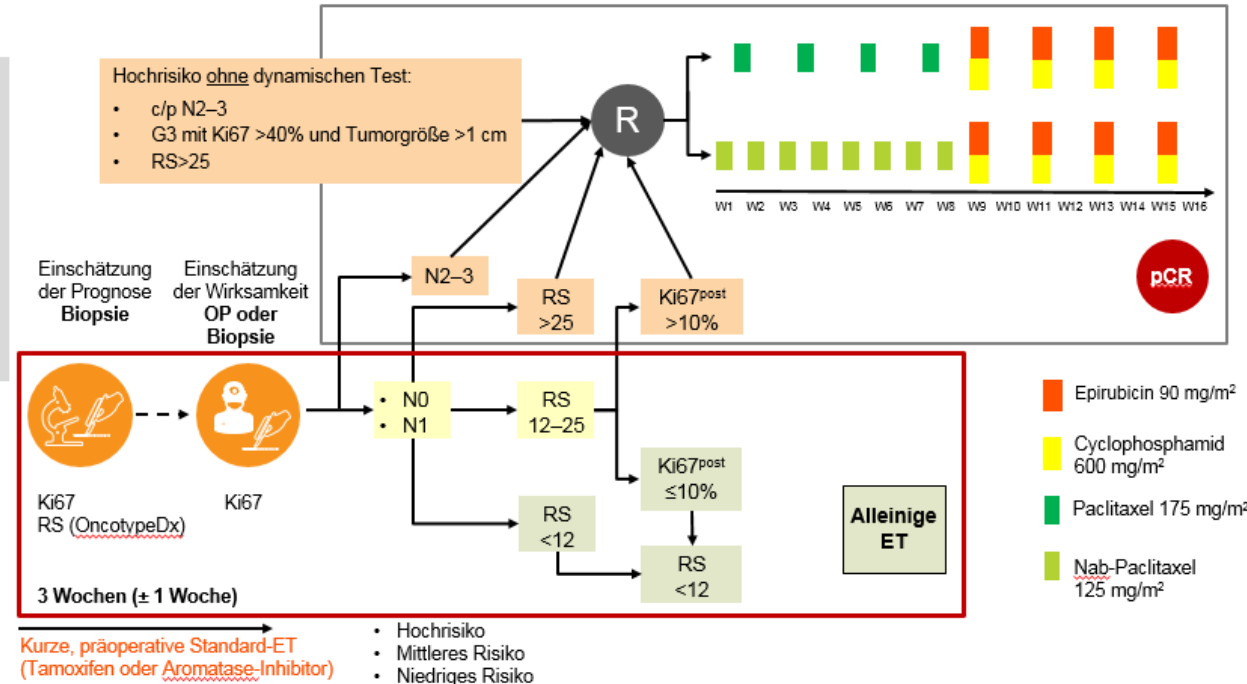 Hochrisiko ohne dynamischen Test:
• c/p N2–3
• G3 mit Ki67 >40% und Tumorgröße >1 cm
• RS>25
R
W1 W2 W3 W4 W5 W6 W7 W8 W9 W10 W11 W12 W13 W14 W15 W16
pCR
Einschätzung
der Prognose
Biopsie
Einschätzung
der Wirksamkeit
OP oder
Biopsie
N2–3
RS
>25
Ki67post
>10%
• N0
• N1
RS
12–25
Ki67post
≤10%
RS
<12
RS
<12
Alleinige
ET
Ki67
RS (OncotypeDx)
Ki67
3 Wochen (± 1 Woche)
Kurze, präoperative Standard-ET
(Tamoxifen oder Aromatase-Inhibitor)
• Hochrisiko
• Mittleres Risiko
• Niedriges Risiko
Epirubicin 90 mg/m²
Cyclophosphamid
600 mg/m²
Paclitaxel 175 mg/m²
Nab-Paclitaxel
125 mg/m²